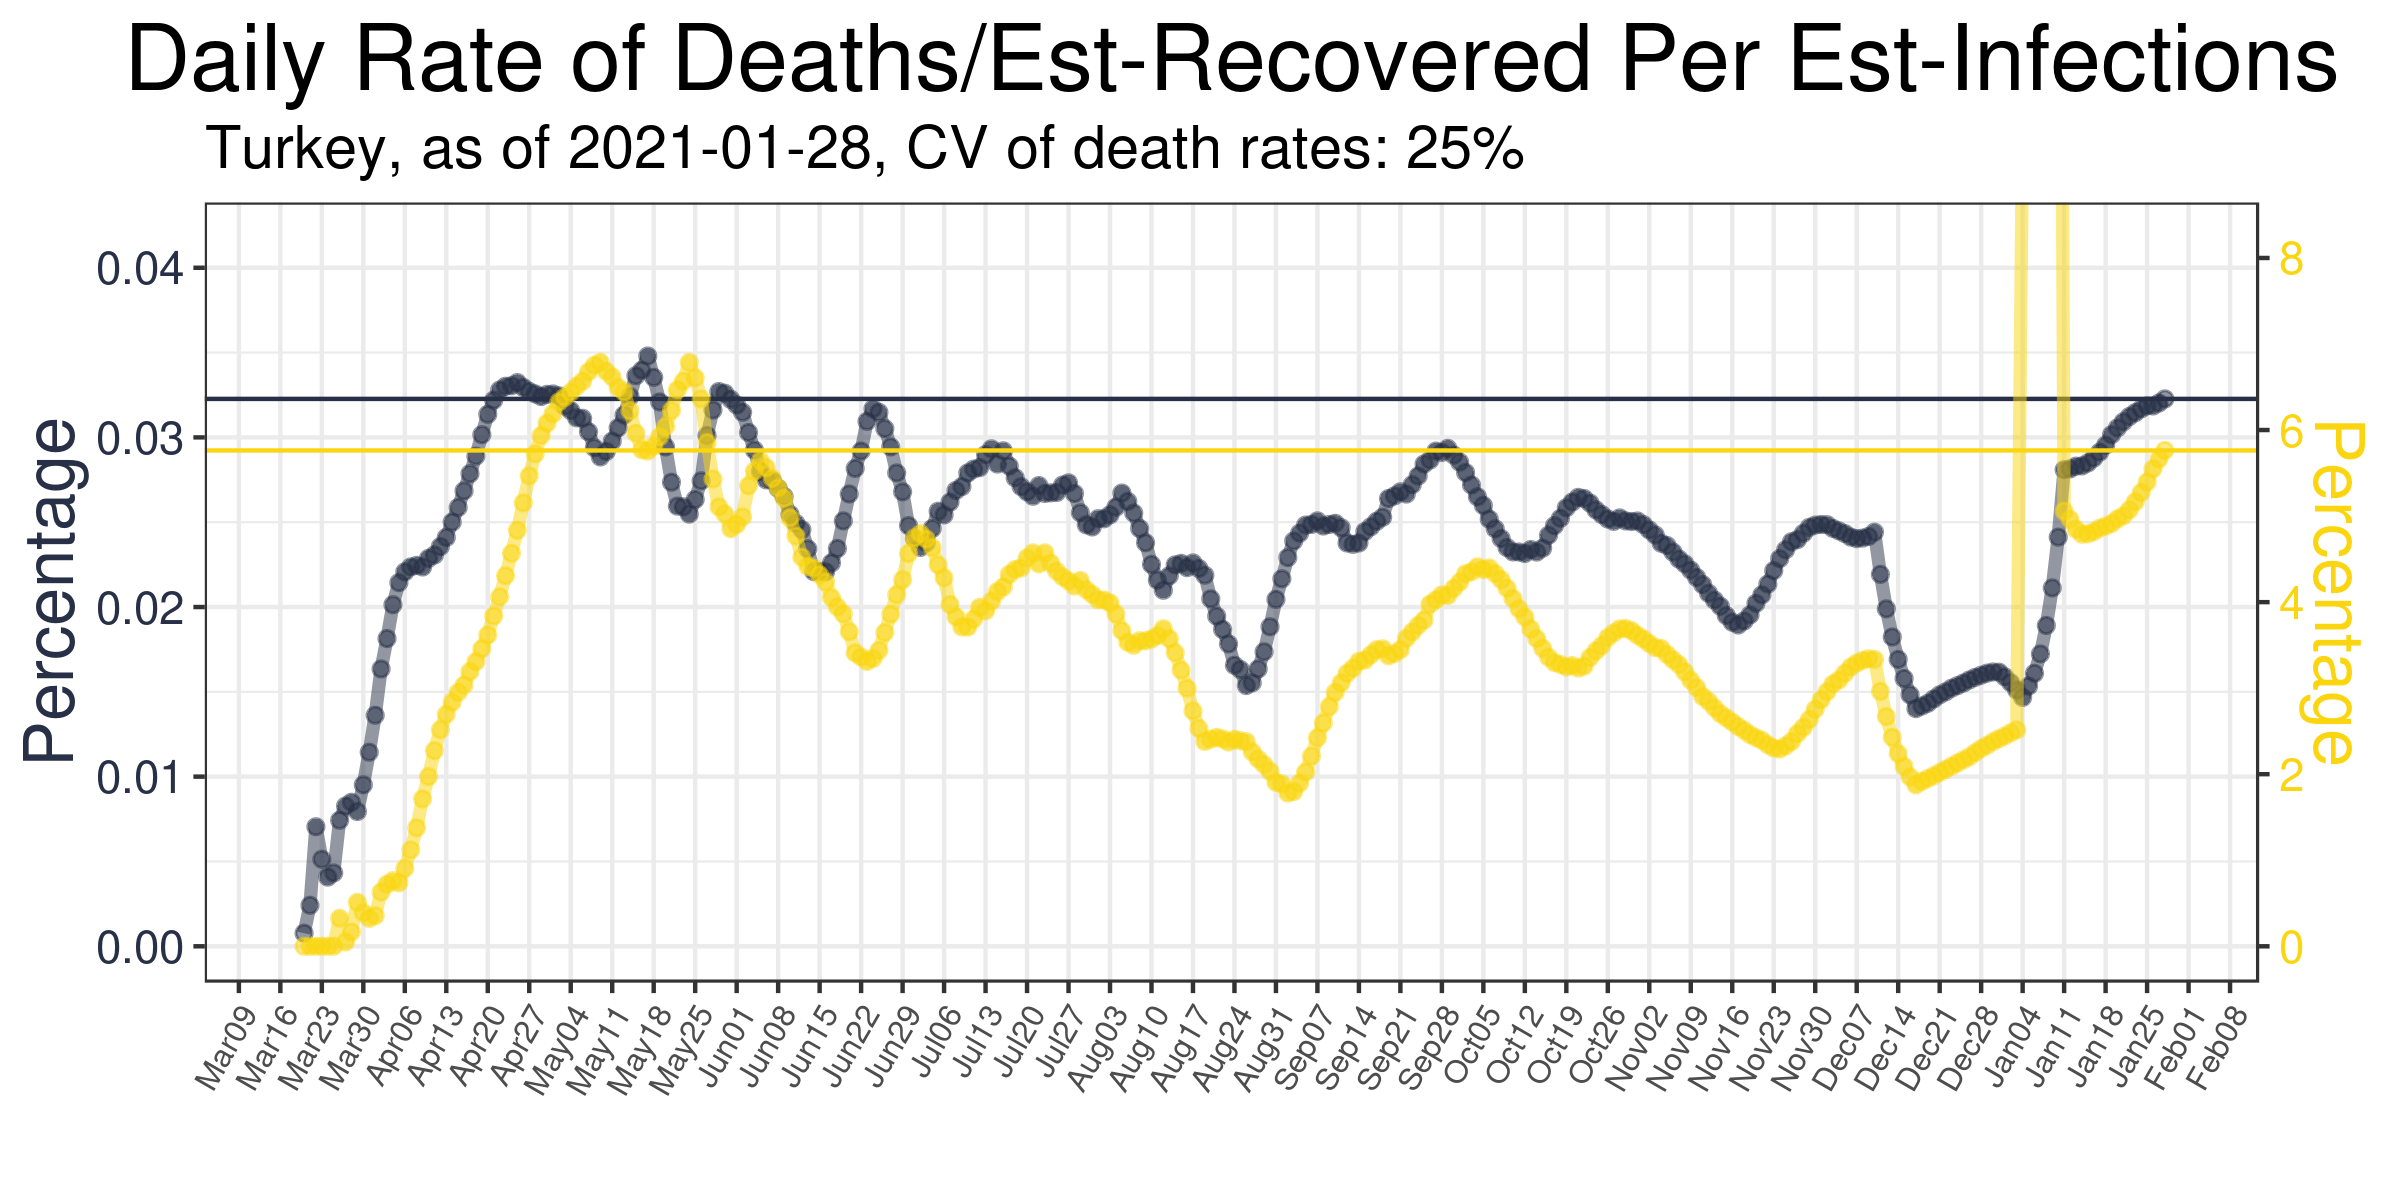 Daily Rate of Deaths/Est-Recovered Per Est-Infections
Turkey, as of 2021-01-28, CV of death rates: 25%
Percentage
0.04
0.03
0.02
0.01
0.00
8
6
4
2
0
Percentage
Mar09
Mar16
Mar23
Mar30
Apr06
Apr13
Apr20
Apr27
May04
May11
May18
May25
Jun01
Jun08
Jun15
Jun22
Jun29
Jul06
Jul13
Jul20
Jul27
Aug03
Aug10
Aug17
Aug24
Aug31
Sep07
Sep14
Sep21
Sep28
Oct05
Oct12
Oct19
Oct26
Nov02
Nov09
Nov16
Nov23
Nov30
Dec07
Dec14
Dec21
Dec28
Jan04
Jan11
Jan18
Jan25
Feb01
Feb08